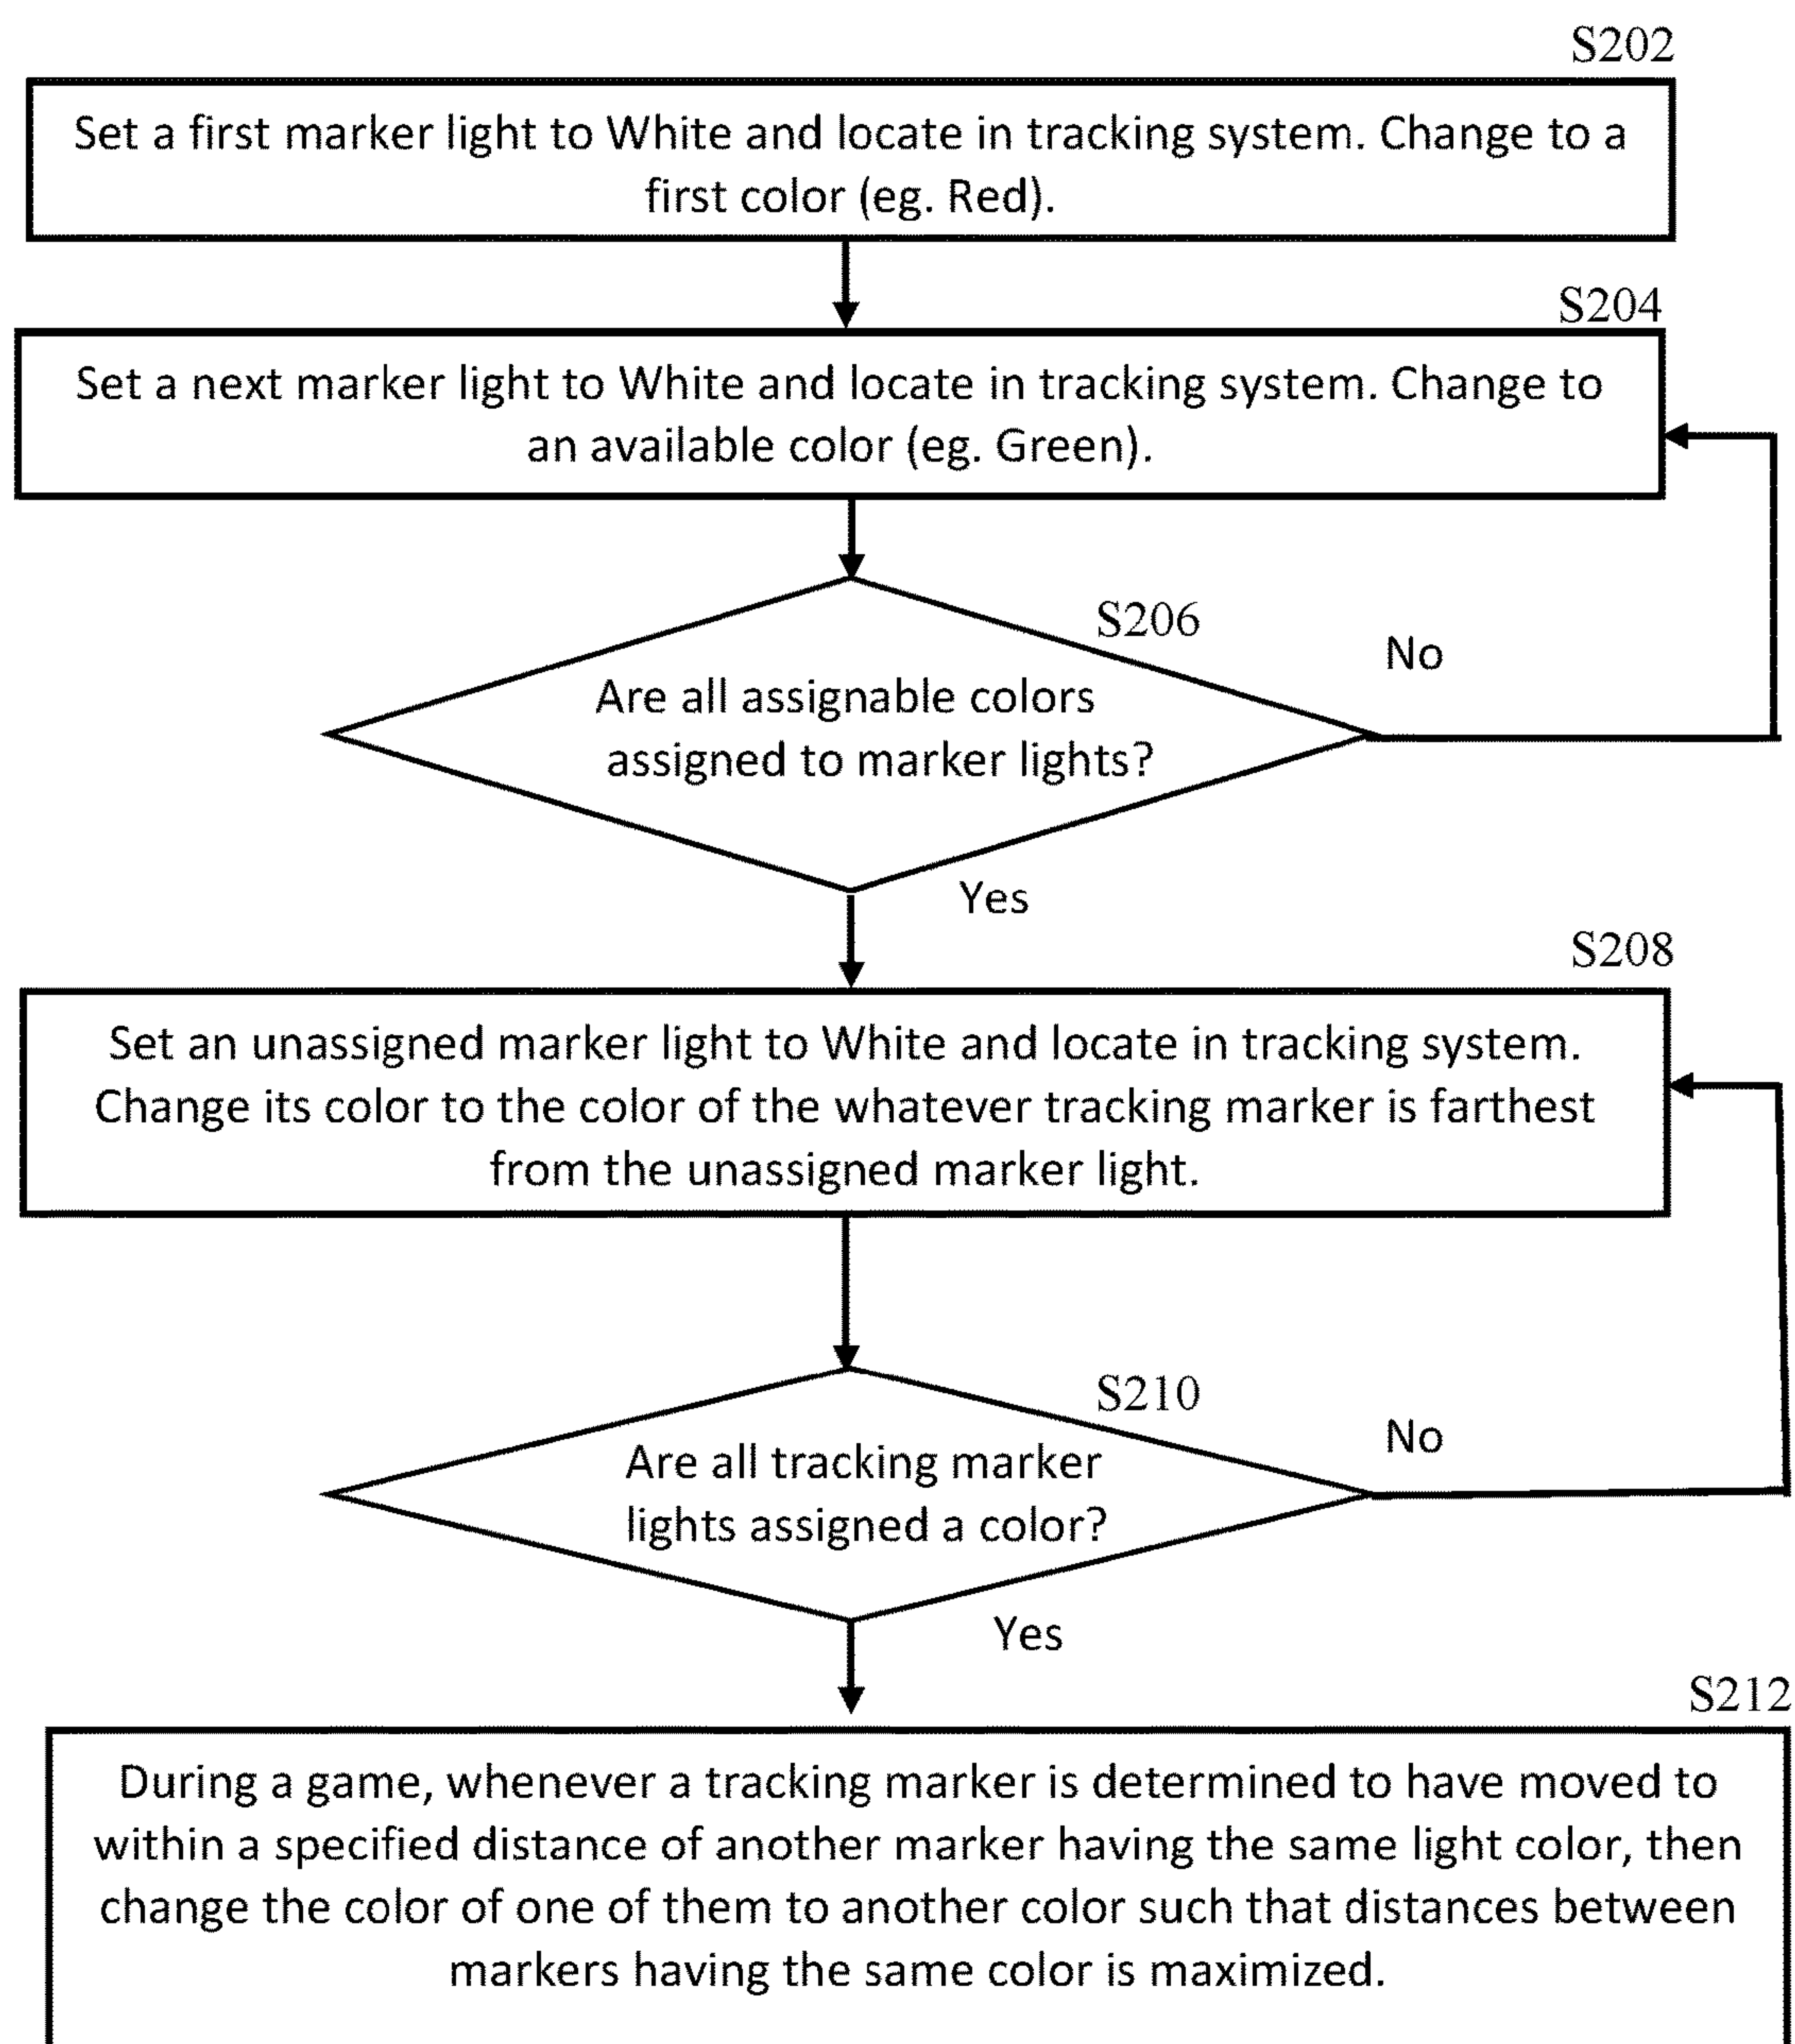 S202
Set a first marker light to White and locate in tracking system. Change to a
first color (eg. Red).
S204
Set a next marker light to White and locate in tracking system. Change to
an available color (eg. Green).
S206
No
Are all assignable colors
assigned to marker lights?
Yes
S208
Set an unassigned marker light to White and locate in tracking system.
Change its color to the color of the whatever tracking marker is farthest
from the unassigned marker light.
S210
No
Are all tracking marker
lights assigned a color?
Yes
S212
During a game, whenever a tracking marker is determined to have moved to
within a specified distance of another marker having the same light color, then
change the color of one of them to another color such that distances between
markers having the same color is maximized.